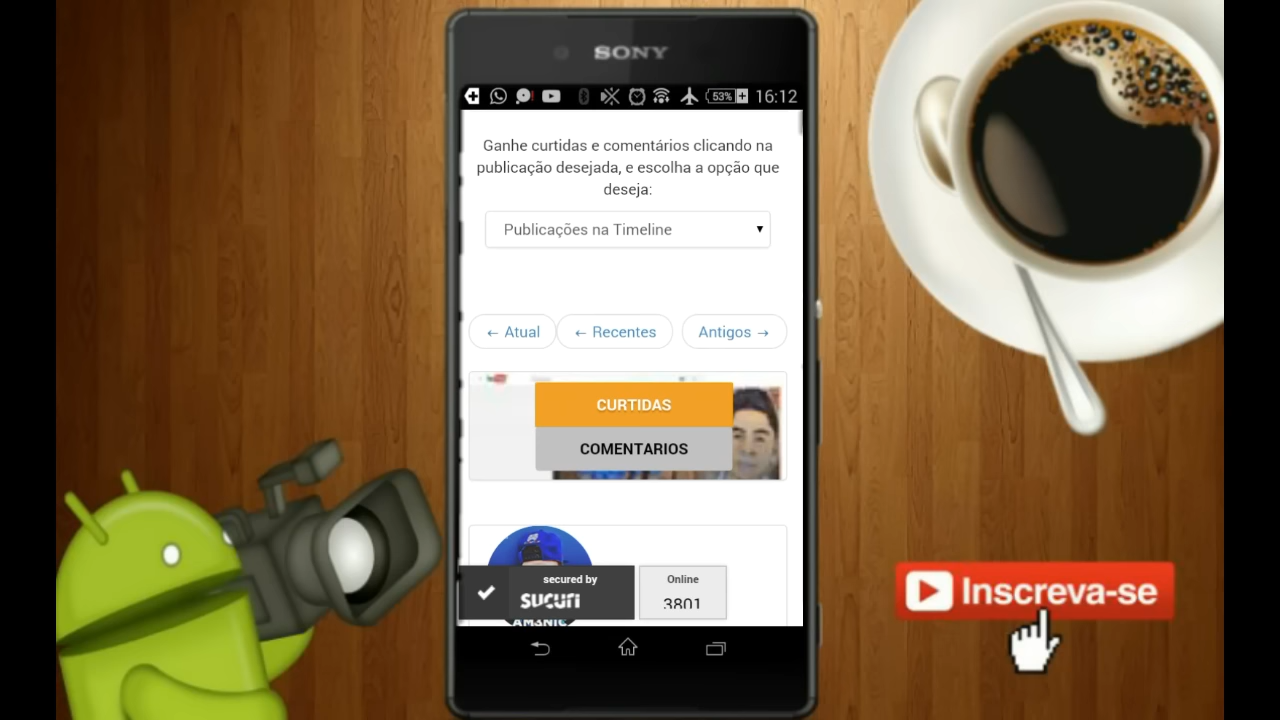 SONY
53%
16:12
Ganhe curtidas e comentários clicando na
publicação desejada, e escolha a opção que
deseja:
Publicações na Timeline
← Atual
← Recentes
Antigos →
CURTIDAS
COMENTARIOS
secured by
sucuri
Online
3801
AM3NIC
Inscreva-se